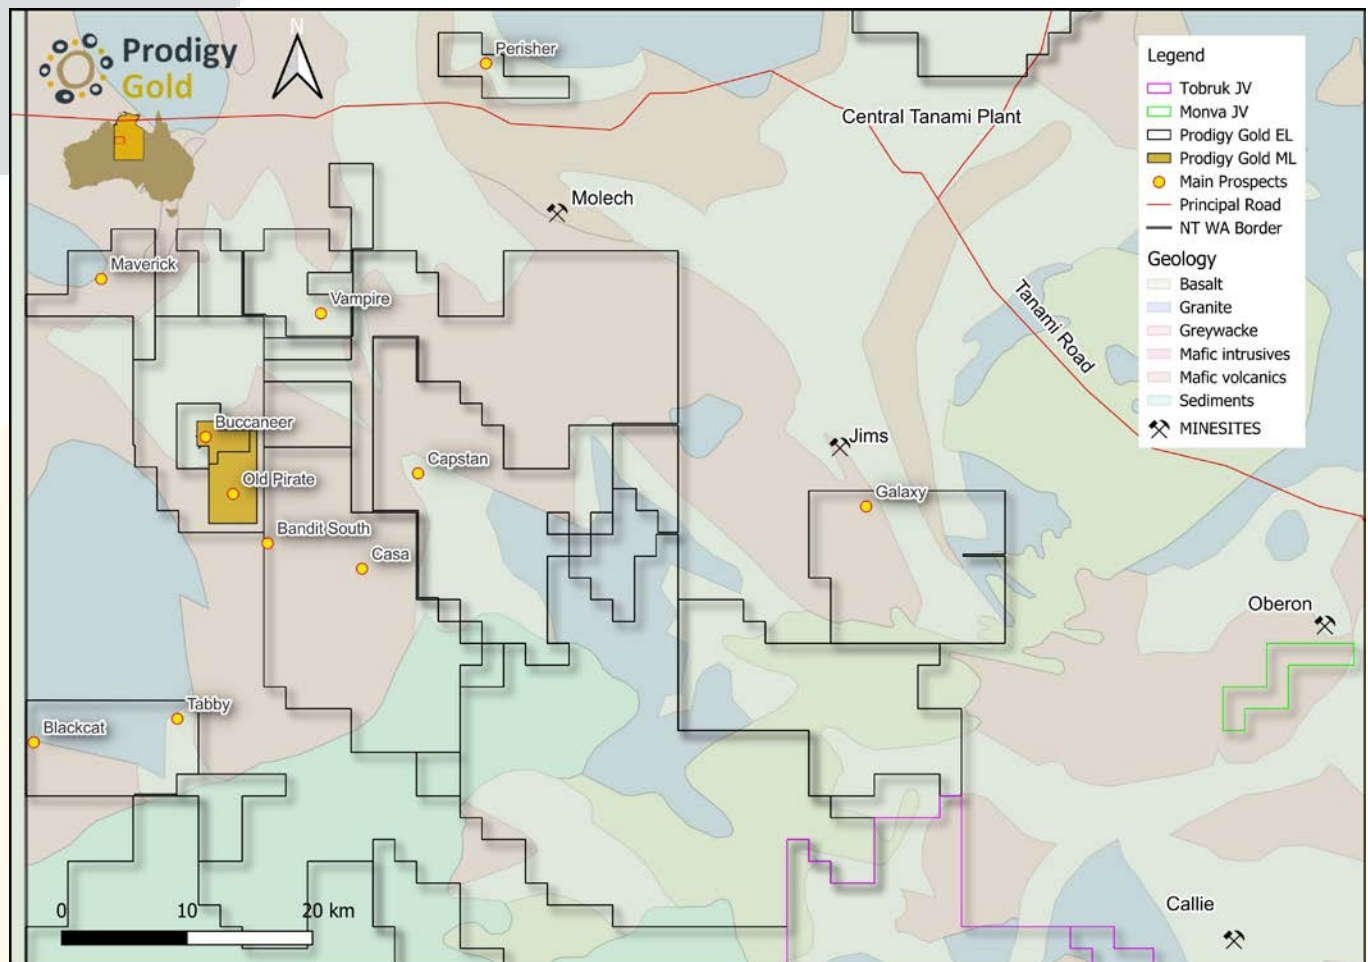 Prodigy
Gold
N
Perisher
Central Tanami Plant
Molech
Maverick
Vampire
Tanami Road
Buccaneer
Old Pirate
Capstan
Jims
Galaxy
Bandit South
Casa
Oberon
Tabby
Blackcat
Callie
0 10 20 km
Legend
Tobruk JV
Monva JV
Prodigy Gold EL
Prodigy Gold ML
Main Prospects
Principal Road
NT WA Border
Geology
Basalt
Granite
Greywacke
Mafic intrusives
Mafic volcanics
Sediments
MINESITES